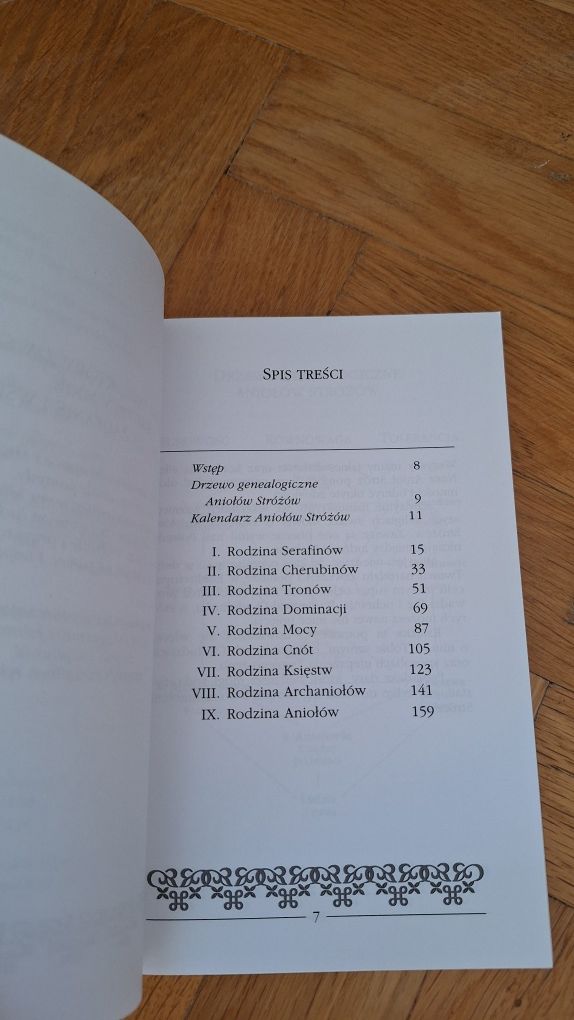 SPIS TREŚCI
Wstęp 8
Drzewo genealogiczne
Aniołów Stróżów 9
Kalendarz Aniołów Stróżów 11
I. Rodzina Serafinów 15
II. Rodzina Cherubinów 33
III. Rodzina Tronów 51
IV. Rodzina Dominacji 69
V. Rodzina Mocy 87
VI. Rodzina Cnót 105
VII. Rodzina Księstw 123
VIII. Rodzina Archaniołów 141
IX. Rodzina Aniołów 159
7